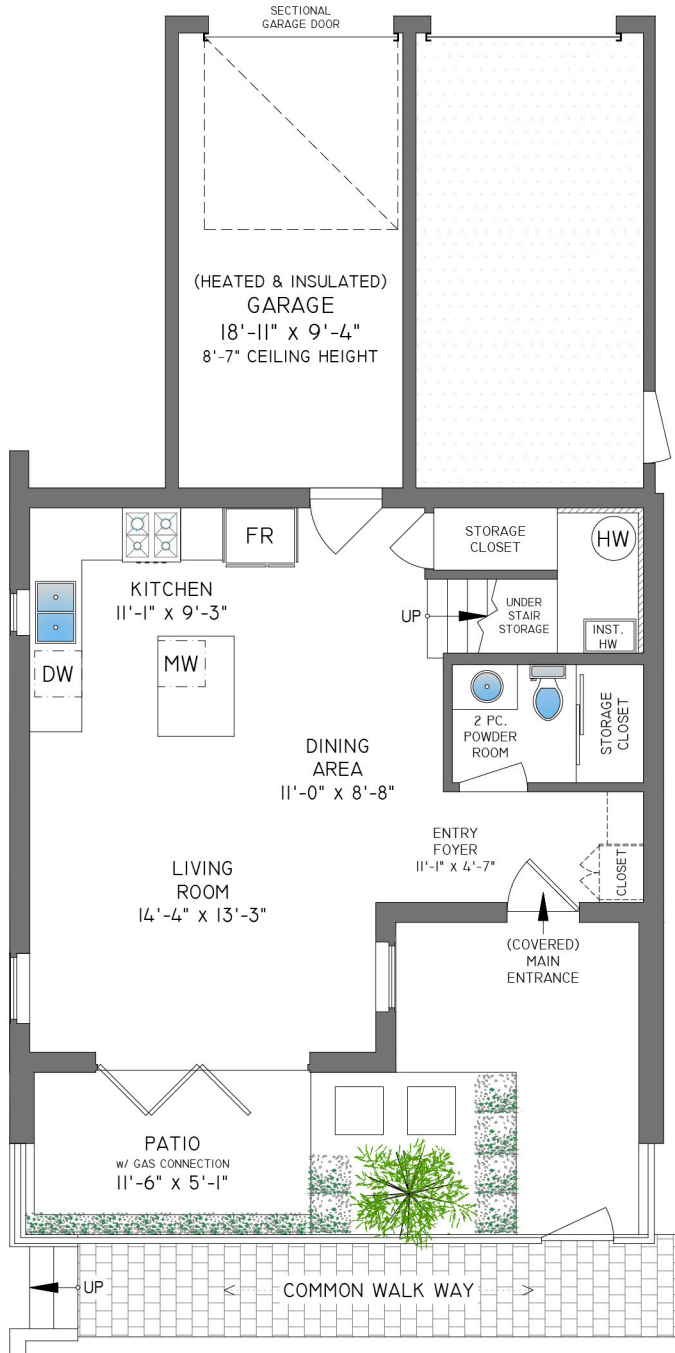 SECTIONAL
GARAGE DOOR
(HEATED & INSULATED)
GARAGE
18'-11" X 9'-4"
8'-7" CEILING HEIGHT
FR
STORAGE
CLOSET
HW
KITCHEN
11'-1" X 9'-3"
UP
UNDER
STAIR
STORAGE
INST.
HW
DW
MW
2 PC.
POWDER
ROOM
STORAGE
CLOSET
DINING
AREA
11'-0" X 8'-8"
ENTRY
FOYER
11'-1" X 4'-7"
CLOSET
LIVING
ROOM
14'-4" X 13'-3"
(COVERED)
MAIN
ENTRANCE
PATIO
W/ GAS CONNECTION
11'-6" X 5'-1"
UP
COMMON WALK WAY